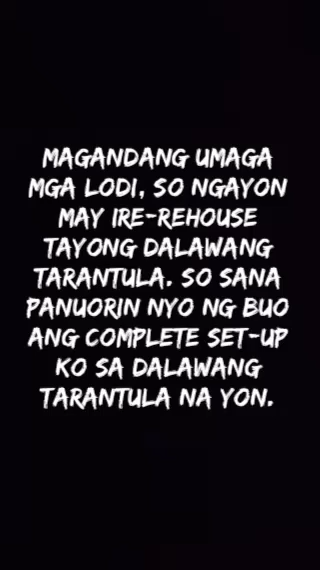 MAGANDANG UMAGA
MGA LODI, SO NGAYON
MAY IRE-REHOUSE
TAYONG DALAWANG
TARANTULA. SO SANA
PANUORIN NYO NG BUO
ANG COMPLETE SET-UP
KO SA DALAWANG
TARANTULA NA YON.